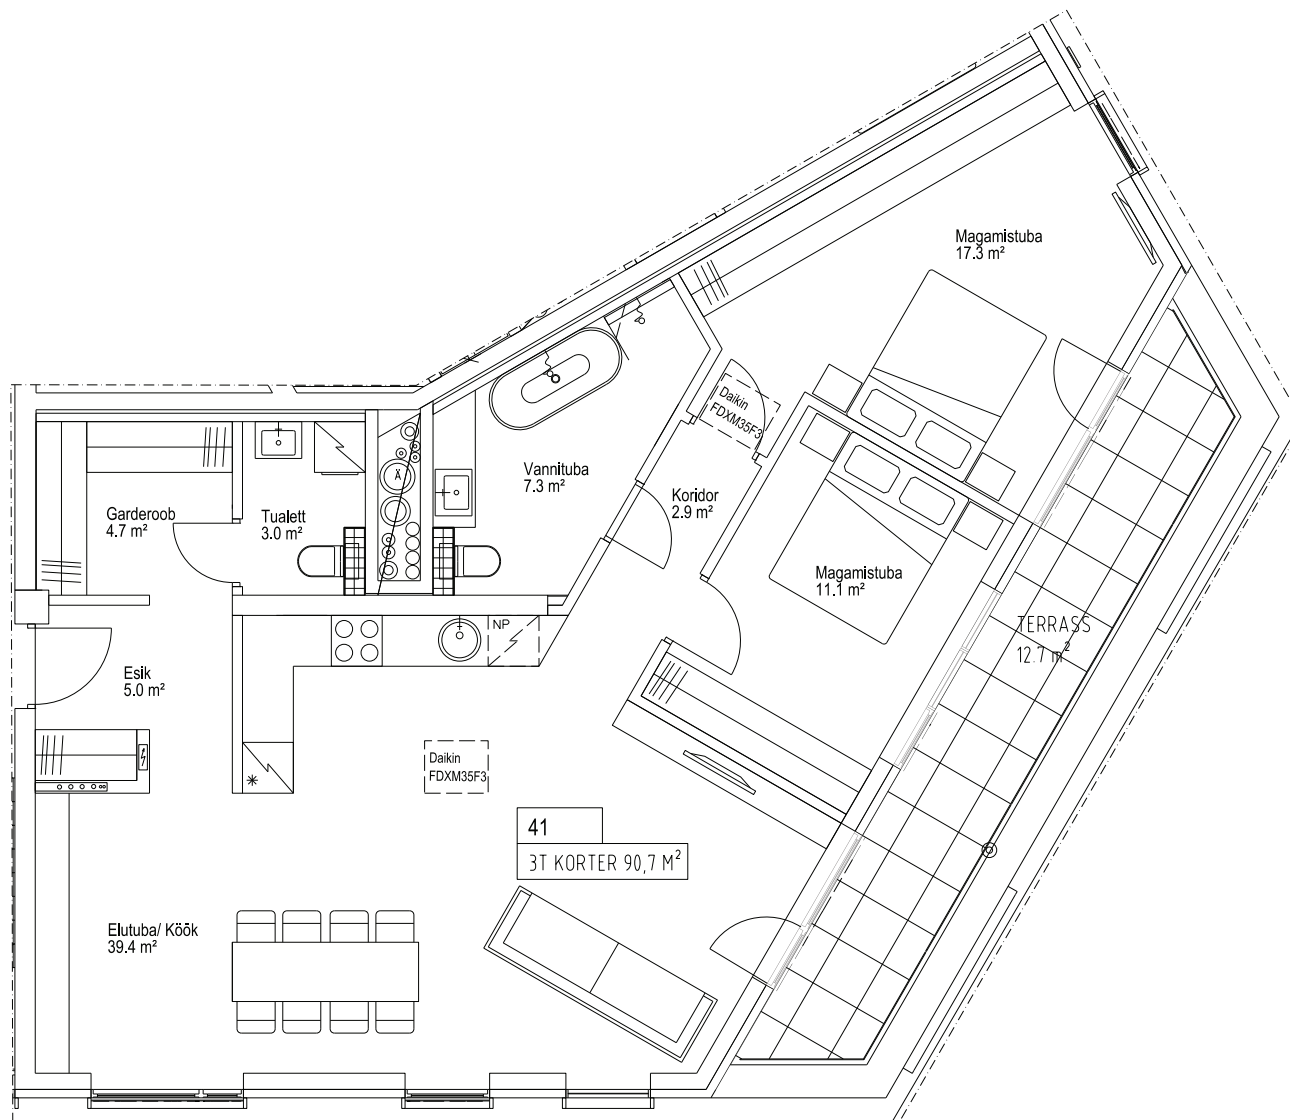 Magamistuba
17.3 m²
Daikin
FDXM35F3
Vannituba
7.3 m²
Koridor
2.9 m²
Garderoob
4.7 m²
Tualett
3.0 m²
Ä
Magamistuba
11.1 m²
TERRASS
12.7 m²
NP
Esik
5.0 m²
Daikin
FDXM35F3
41
3T KORTER 90,7 M²
Elutuba/ Köök
39.4 m²